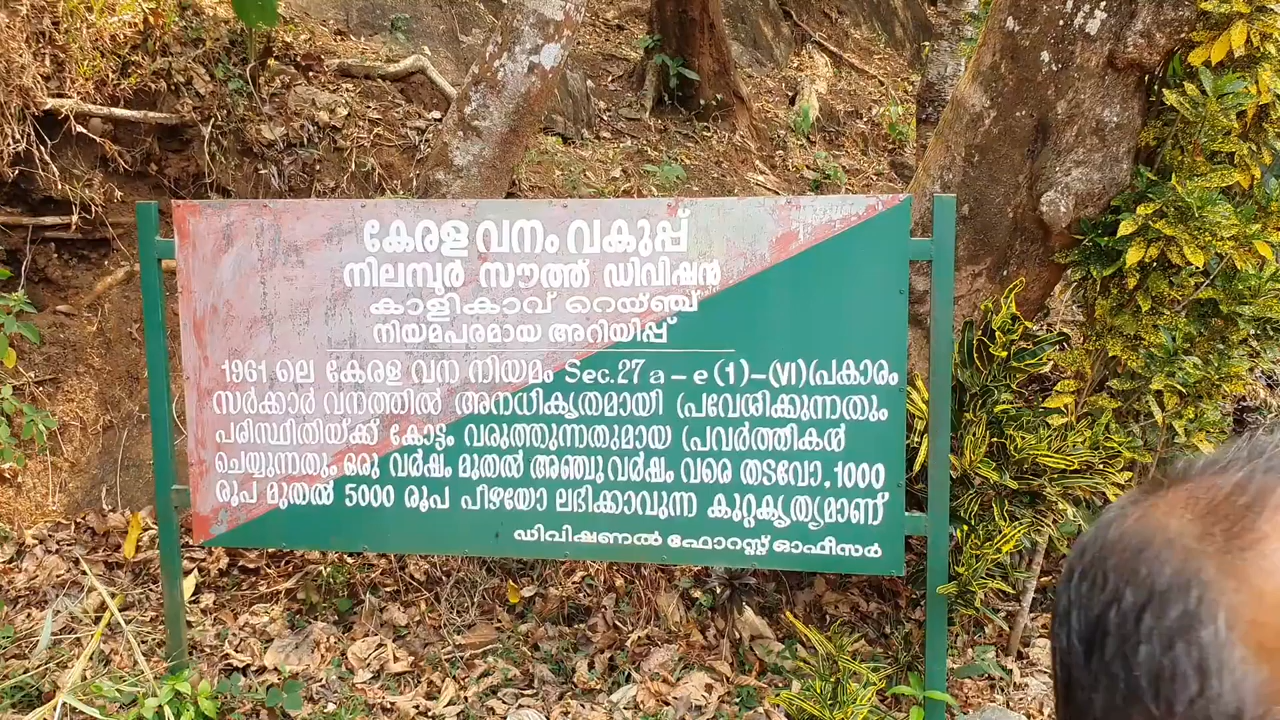 കേരള വനം വകുപ്പ്
നിലമ്പൂർ സൗത്ത് ഡിവിഷൻ
കാളികാവ് റെയ്ഞ്ച്
നിയമപരമായ അറിയിപ്പ്
1961 ലെ കേരള വന നിയമം Sec.27 a – e (1)–(VI) പ്രകാരം
സർക്കാർ വനത്തിൽ അനധികൃതമായി പ്രവേശിക്കുന്നതും
പരിസ്ഥിതിയ്ക്ക് കോട്ടം വരുത്തുന്നതുമായ പ്രവർത്തികൾ
ചെയ്യുന്നതും ഒരു വർഷം മുതൽ അഞ്ചു വർഷം വരെ തടവോ, 1000
രൂപ മുതൽ 5000 രൂപ പിഴയോ ലഭിക്കാവുന്ന കുറ്റകൃത്യമാണ്
ഡിവിഷണൽ ഫോറസ്റ്റ് ഓഫീസർ